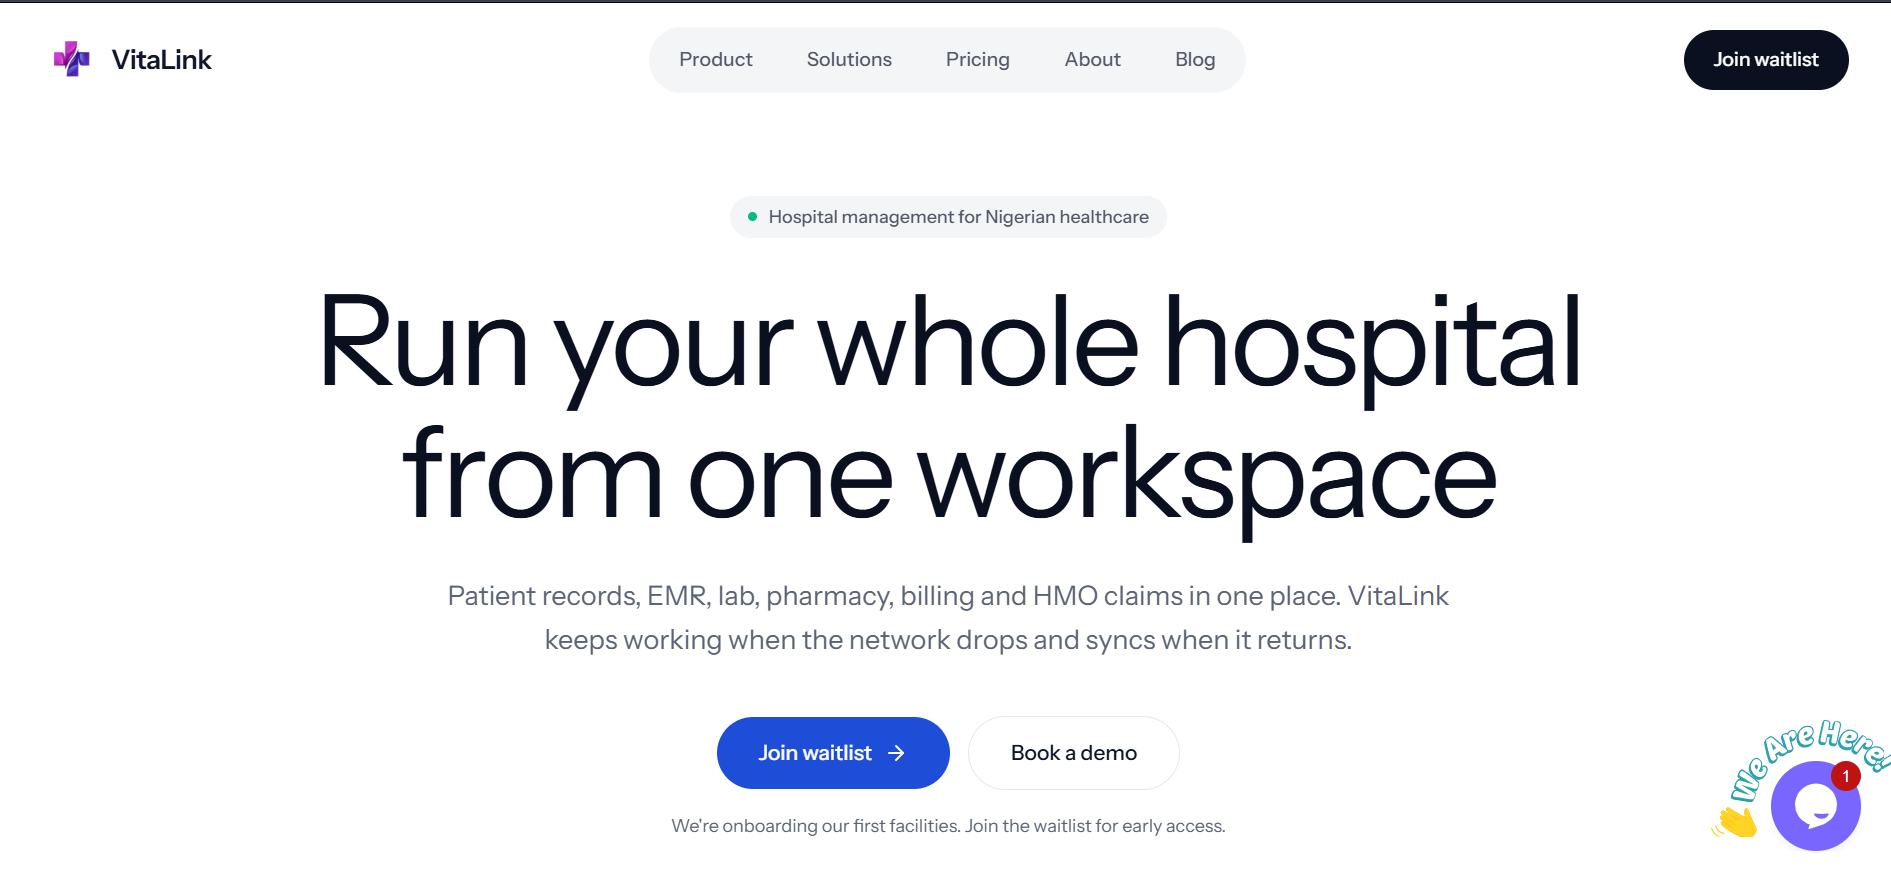 VitaLink
Product
Solutions
Pricing
About
Blog
Join waitlist
Hospital management for Nigerian healthcare
Run your whole hospital
from one workspace
Patient records, EMR, lab, pharmacy, billing and HMO claims in one place. VitaLink
keeps working when the network drops and syncs when it returns.
Join waitlist →
Book a demo
We're onboarding our first facilities. Join the waitlist for early access.
We Are Here!
1